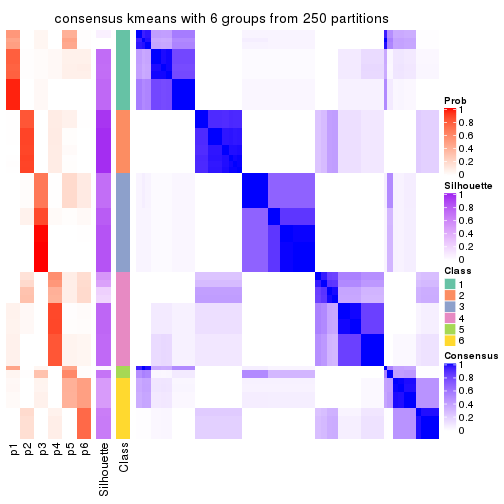 consensus kmeans with 6 groups from 250 partitions
Prob
1
0.8
0.6
0.4
0.2
0
Silhouette
1
0.8
0.6
0.4
0.2
0
Class
1
2
3
4
5
6
Consensus
1
0.8
0.6
0.4
0.2
0
p1
p2
p3
p4
p5
p6
Silhouette
Class